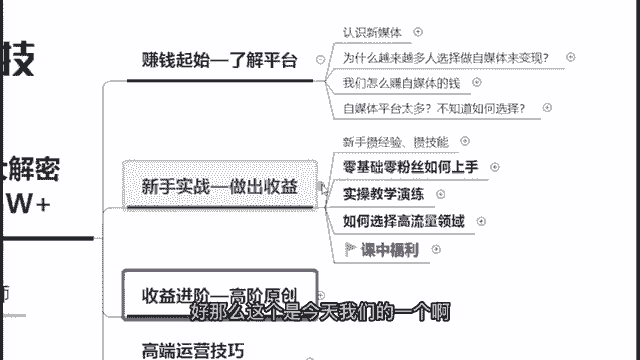 技
解密
W+
师
赚钱起始—了解平台
认识新媒体
为什么越来越多人选择做自媒体来变现?
我们怎么赚自媒体的钱
自媒体平台太多?不知道如何选择?
新手实战—做出收益
新手攒经验、攒技能
零基础零粉丝如何上手
实操教学演练
如何选择高流量领域
课中福利
收益进阶—高阶原创
高端运营技巧
好那么这个是今天我们的一个啊